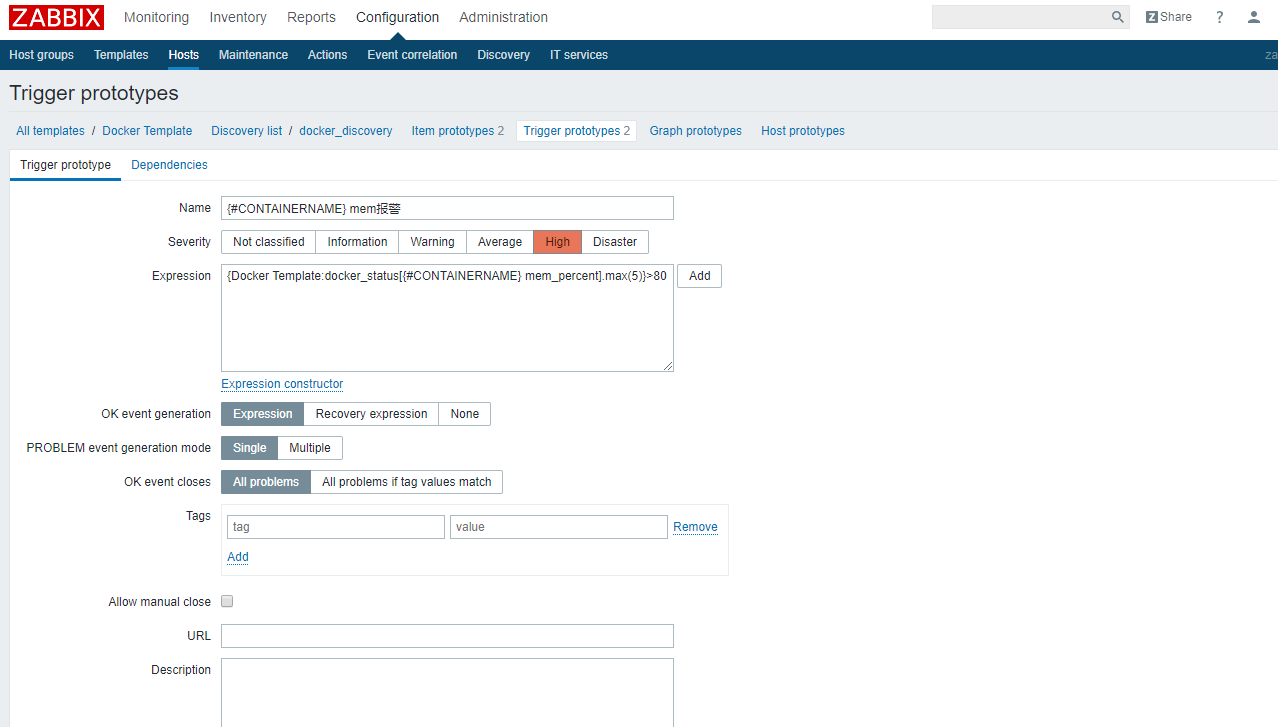 ZABBIX Monitoring Inventory Reports Configuration Administration Z Share ?
Host groups Templates Hosts Maintenance Actions Event correlation Discovery IT services za
Trigger prototypes
All templates / Docker Template Discovery list / docker_discovery Item prototypes 2 Trigger prototypes 2 Graph prototypes Host prototypes
Trigger prototype Dependencies
Name {#CONTAINERNAME} mem报警
Severity Not classified Information Warning Average High Disaster
Expression {Docker Template:docker_status[{#CONTAINERNAME} mem_percent].max(5)}>80 Add
Expression constructor
OK event generation Expression Recovery expression None
PROBLEM event generation mode Single Multiple
OK event closes All problems All problems if tag values match
Tags tag value Remove
Add
Allow manual close
URL
Description